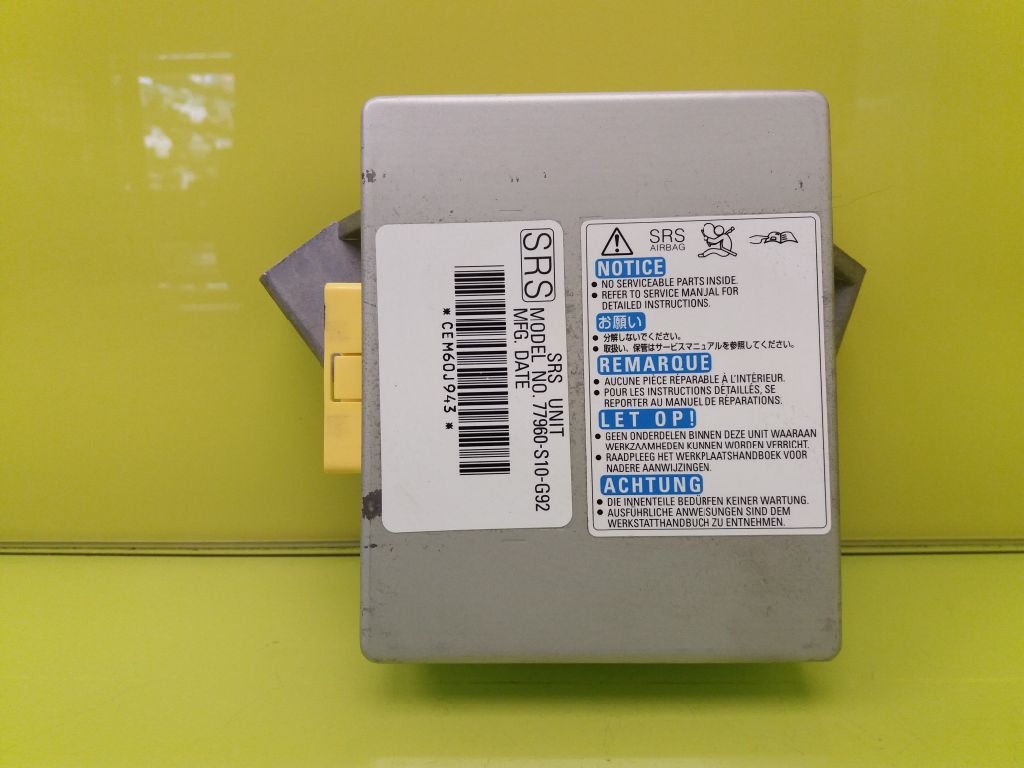 SRS
SRS UNIT
MODEL NO. 77960-S10-G92
MFG. DATE
* CEM60J943 *
SRS
AIRBAG
NOTICE
● NO SERVICEABLE PARTS INSIDE.
● REFER TO SERVICE MANUAL FOR
DETAILED INSTRUCTIONS.
お願い
● 分解しないでください。
● 取扱い、保管はサービスマニュアルを参照してください。
REMARQUE
● AUCUNE PIÈCE RÉPARABLE À L'INTÉRIEUR.
● POUR LES INSTRUCTIONS DÉTAILLÉS, SE
REPORTER AU MANUEL DE RÉPARATIONS.
LET OP!
● GEEN ONDERDELEN BINNEN DEZE UNIT WAARAAN
WERKZAAMHEDEN KUNNEN WORDEN VERRICHT.
● RAADPLEEG HET WERKPLAATSHANDBOEK VOOR
NADERE AANWIJZINGEN.
ACHTUNG
● DIE INNENTEILE BEDÜRFEN KEINER WARTUNG.
● AUSFÜHRLICHE ANWEISUNGEN SIND DEM
WERKSTATTHANDBUCH ZU ENTNEHMEN.